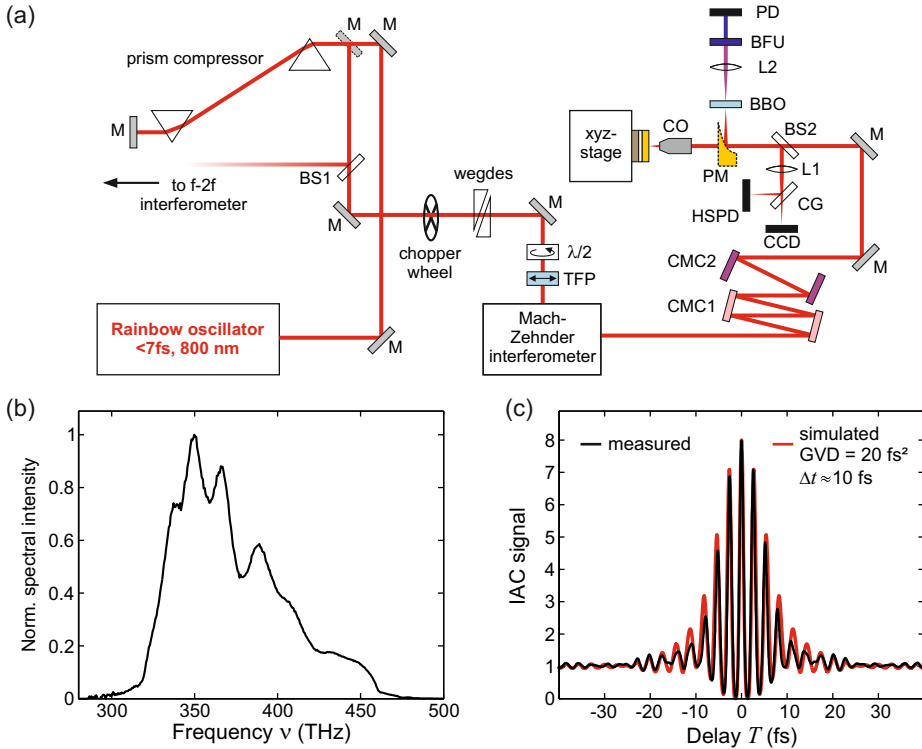 (a)
prism compressor
M
M
M
to f-2f
interferometer
BS1
M
chopper
wheel
wegdes
M
λ/2
TFP
Rainbow oscillator
<7fs, 800 nm
M
Mach-
Zehnder
interferometer
PD
BFU
L2
BBO
xyz-
stage
CO
PM
BS2
M
L1
HSPD
CG
CCD
CMC2
M
CMC1
(b)
Norm. spectral intensity
1
0.8
0.6
0.4
0.2
0
300 350 400 450 500
Frequency ν (THz)
(c)
measured
simulated
GVD = 20 fs²
Δt ≈10 fs
IAC signal
8
7
6
5
4
3
2
1
0
-30 -20 -10 0 10 20 30
Delay T (fs)